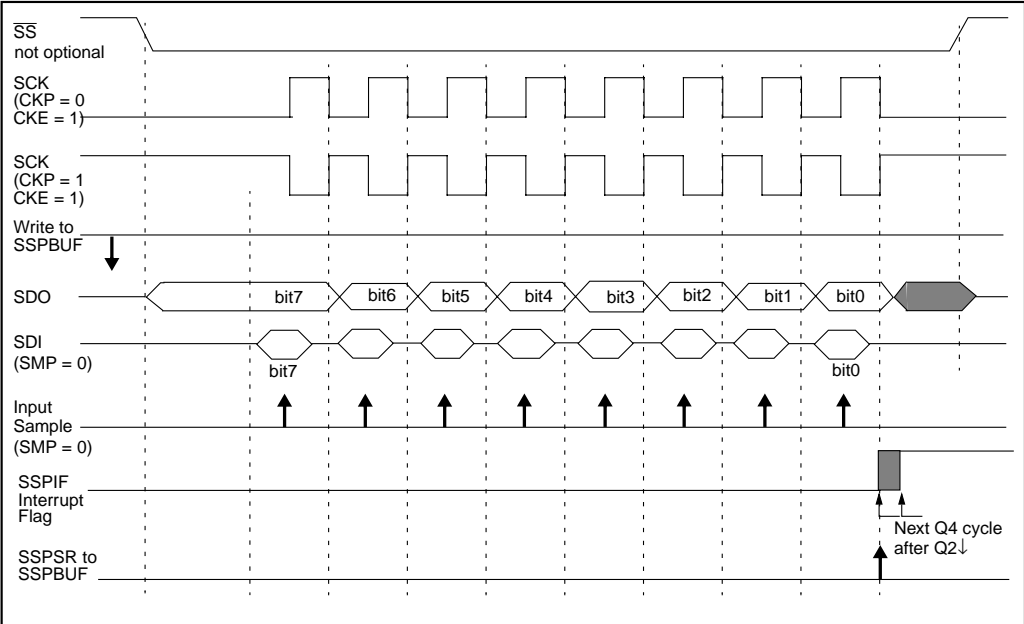 SS
not optional
SCK
(CKP = 0
CKE = 1)
SCK
(CKP = 1
CKE = 1)
Write to
SSPBUF
SDO
bit7 bit6 bit5 bit4 bit3 bit2 bit1 bit0
SDI
(SMP = 0)
bit7 bit0
Input
Sample
(SMP = 0)
SSPIF
Interrupt
Flag
Next Q4 cycle
after Q2↓
SSPSR to
SSPBUF